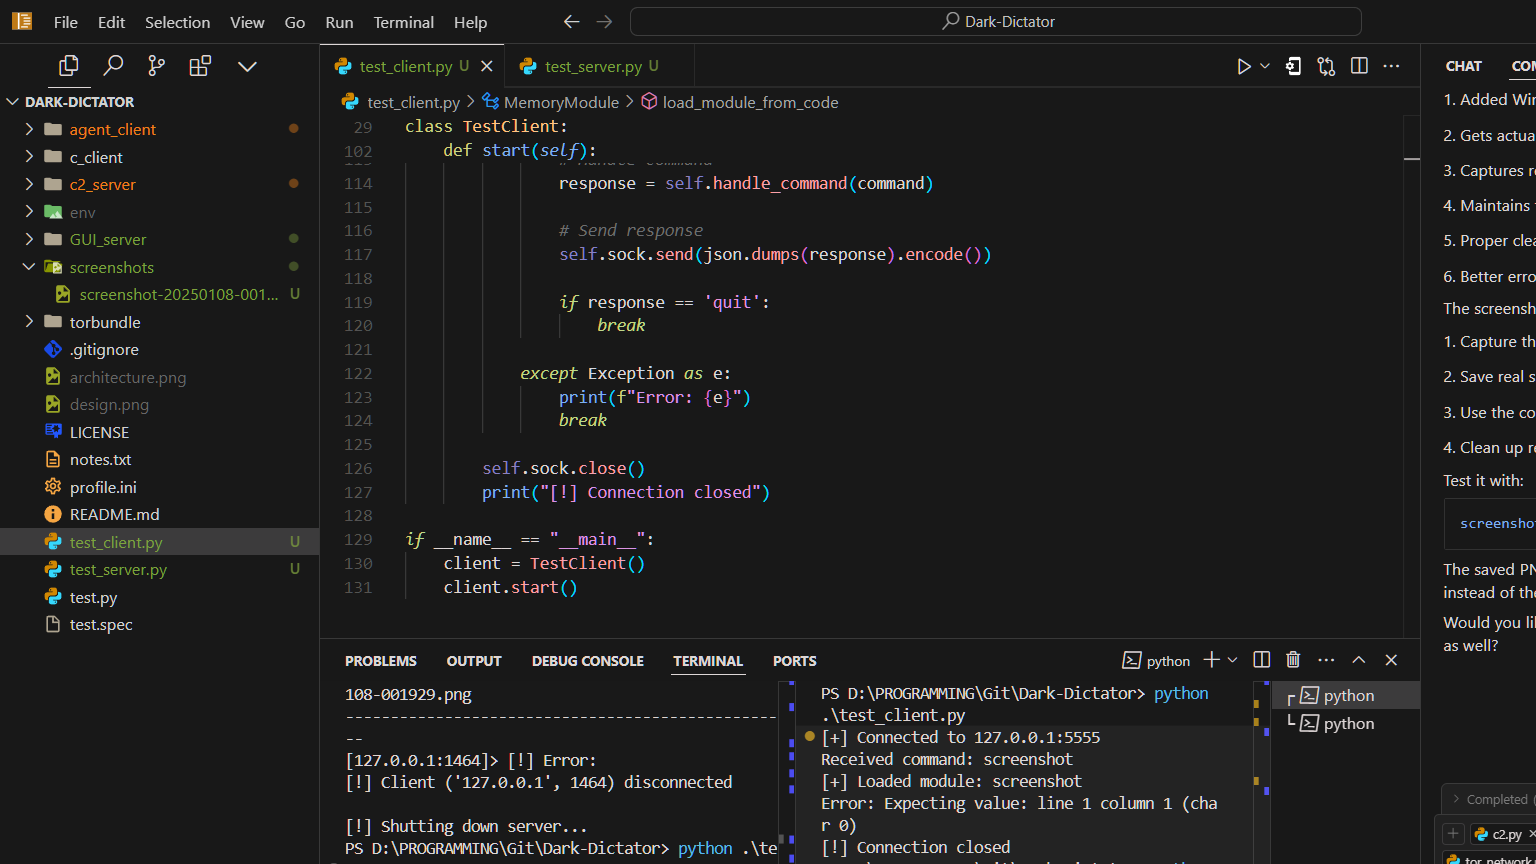 File Edit Selection View Go Run Terminal Help
Dark-Dictator
DARK-DICTATOR
agent_client
c_client
c2_server
env
GUI_server
screenshots
screenshot-20250108-001... U
torbundle
.gitignore
architecture.png
design.png
LICENSE
notes.txt
profile.ini
README.md
test_client.py U
test_server.py U
test.py
test.spec
test_client.py U
test_server.py U
test_client.py > MemoryModule > load_module_from_code
29 class TestClient:
102 def start(self):
114 response = self.handle_command(command)
115
116 # Send response
117 self.sock.send(json.dumps(response).encode())
118
119 if response == 'quit':
120 break
121
122 except Exception as e:
123 print(f"Error: {e}")
124 break
125
126 self.sock.close()
127 print("[!] Connection closed")
128
129 if __name__ == "__main__":
130 client = TestClient()
131 client.start()
PROBLEMS OUTPUT DEBUG CONSOLE TERMINAL PORTS
python
108-001929.png
-----------------------------------------------
--
[127.0.0.1:1464]> [!] Error:
[!] Client ('127.0.0.1', 1464) disconnected
[!] Shutting down server...
PS D:\PROGRAMMING\Git\Dark-Dictator> python .\te
PS D:\PROGRAMMING\Git\Dark-Dictator> python
.\test_client.py
[+] Connected to 127.0.0.1:5555
Received command: screenshot
[+] Loaded module: screenshot
Error: Expecting value: line 1 column 1 (cha
r 0)
[!] Connection closed
python
python
CHAT COM
1. Added Win
2. Gets actua
3. Captures r
4. Maintains
5. Proper clea
6. Better erro
The screensh
1. Capture th
2. Save real s
3. Use the co
4. Clean up r
Test it with:
screensho
The saved PN
instead of the
Would you li
as well?
Completed
c2.py